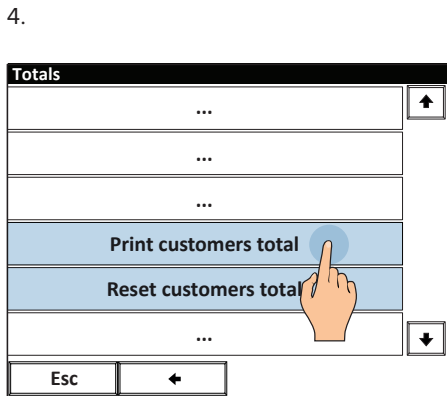 4.
Totals
...
...
...
Print customers total
Reset customers total
...
Esc